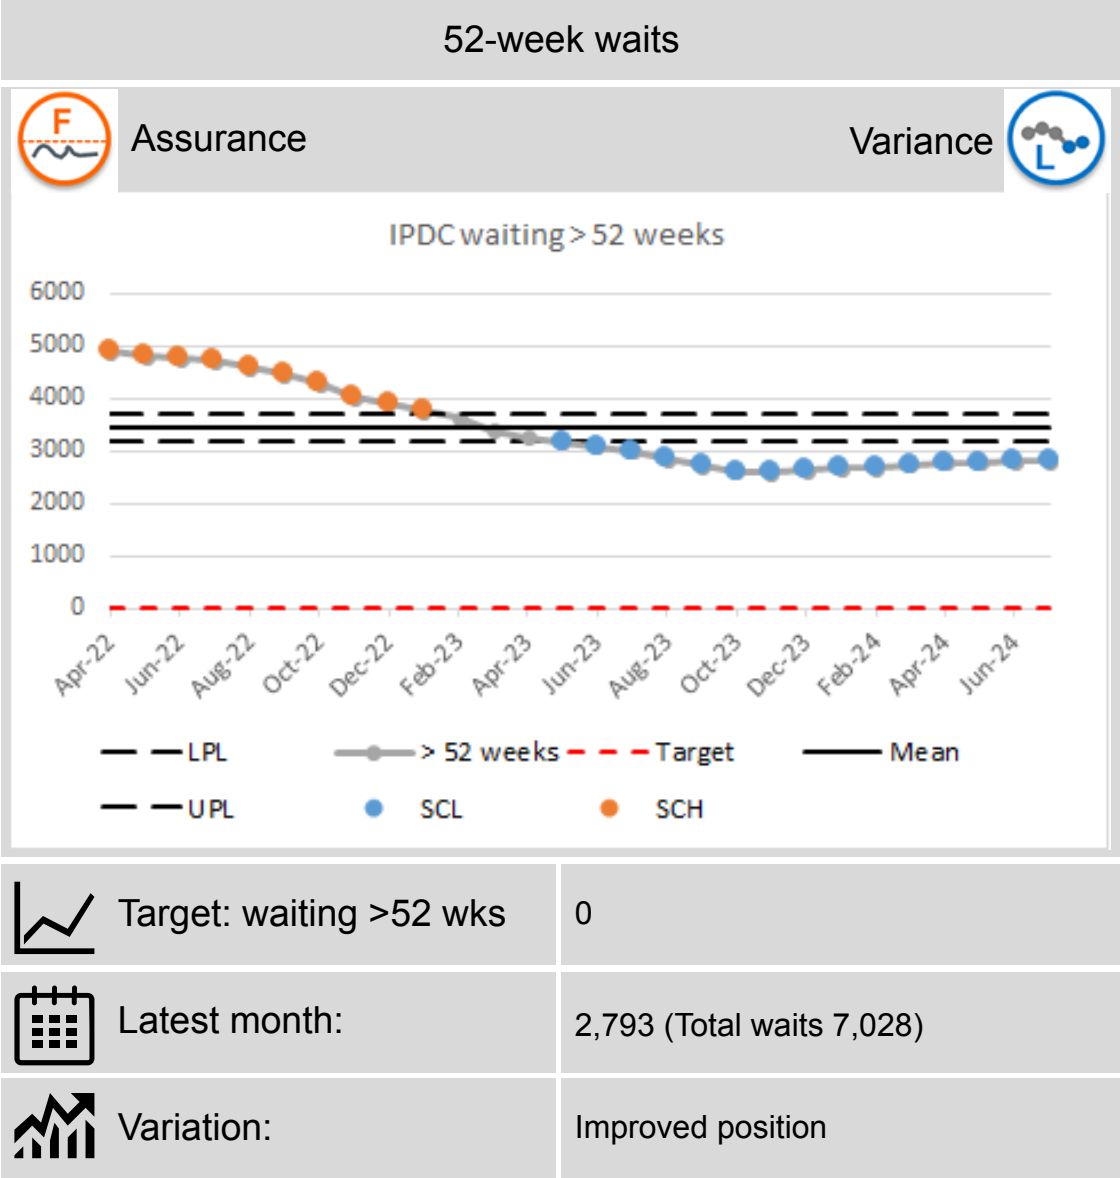 52-week waits
F
Assurance
Variance
L
IPDC waiting > 52 weeks
6000
5000
4000
3000
2000
1000
0
Apr-22
Jun-22
Aug-22
Oct-22
Dec-22
Feb-23
Apr-23
Jun-23
Aug-23
Oct-23
Dec-23
Feb-24
Apr-24
Jun-24
LPL
> 52 weeks
Target
Mean
UPL
SCL
SCH
Target: waiting >52 wks
0
Latest month:
2,793 (Total waits 7,028)
Variation:
Improved position